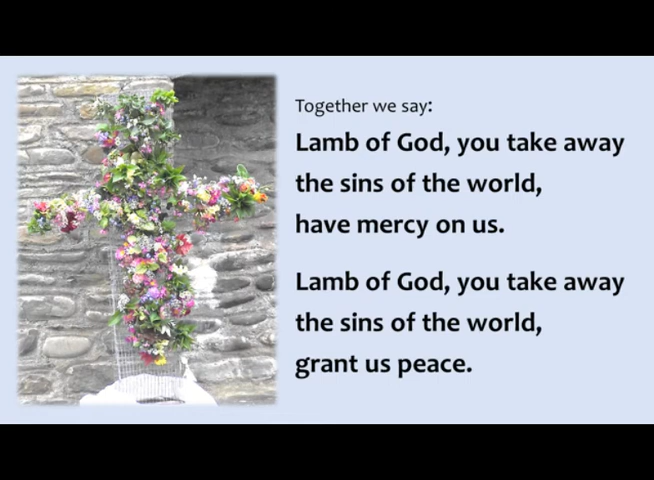 Together we say:
Lamb of God, you take away
the sins of the world,
have mercy on us.
Lamb of God, you take away
the sins of the world,
grant us peace.